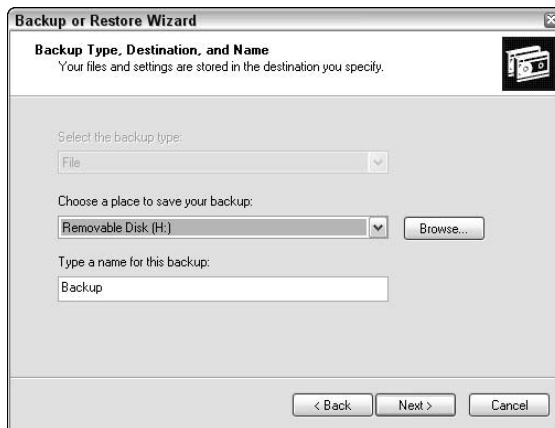 Backup or Restore Wizard
Backup Type, Destination, and Name
Your files and settings are stored in the destination you specify.
Select the backup type:
File
Choose a place to save your backup:
Removable Disk (H:)
Browse...
Type a name for this backup:
Backup
< Back
Next >
Cancel